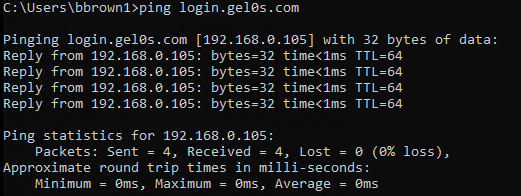 C:\Users\bbrown1>ping login.gel0s.com
Pinging login.gel0s.com [192.168.0.105] with 32 bytes of data:
Reply from 192.168.0.105: bytes=32 time<1ms TTL=64
Reply from 192.168.0.105: bytes=32 time<1ms TTL=64
Reply from 192.168.0.105: bytes=32 time<1ms TTL=64
Reply from 192.168.0.105: bytes=32 time<1ms TTL=64
Ping statistics for 192.168.0.105:
    Packets: Sent = 4, Received = 4, Lost = 0 (0% loss),
Approximate round trip times in milli-seconds:
    Minimum = 0ms, Maximum = 0ms, Average = 0ms